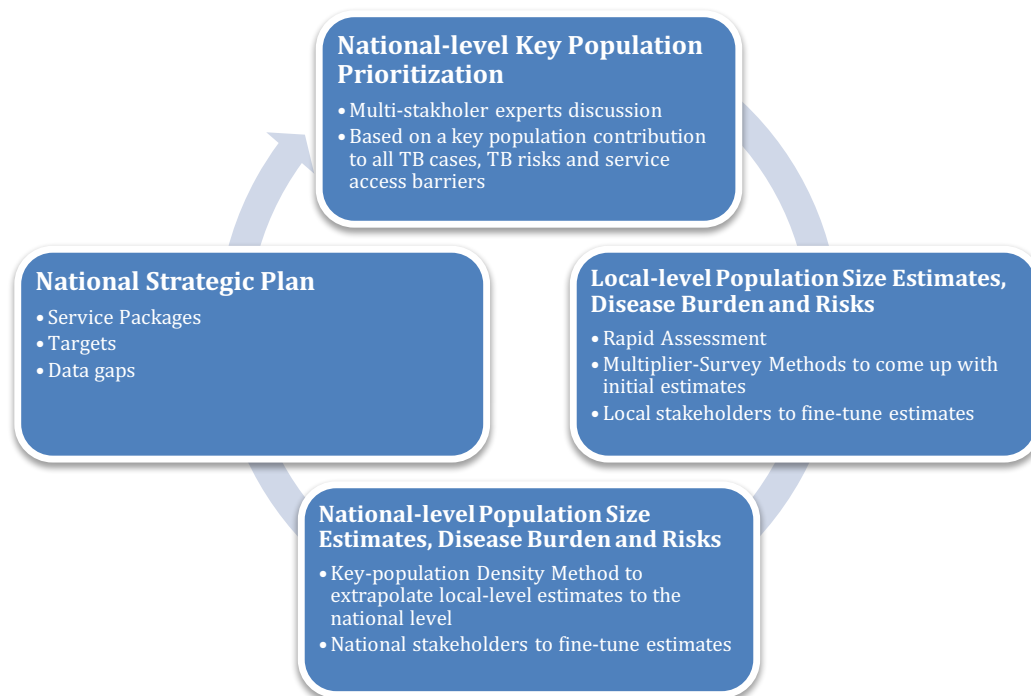 National-level Key Population
Prioritization
• Multi-stakholer experts discussion
• Based on a key population contribution
to all TB cases, TB risks and service
access barriers
Local-level Population Size Estimates,
Disease Burden and Risks
• Rapid Assessment
• Multiplier-Survey Methods to come up with
initial estimates
• Local stakeholders to fine-tune estimates
National-level Population Size
Estimates, Disease Burden and Risks
• Key-population Density Method to
extrapolate local-level estimates to the
national level
• National stakeholders to fine-tune estimates
National Strategic Plan
• Service Packages
• Targets
• Data gaps